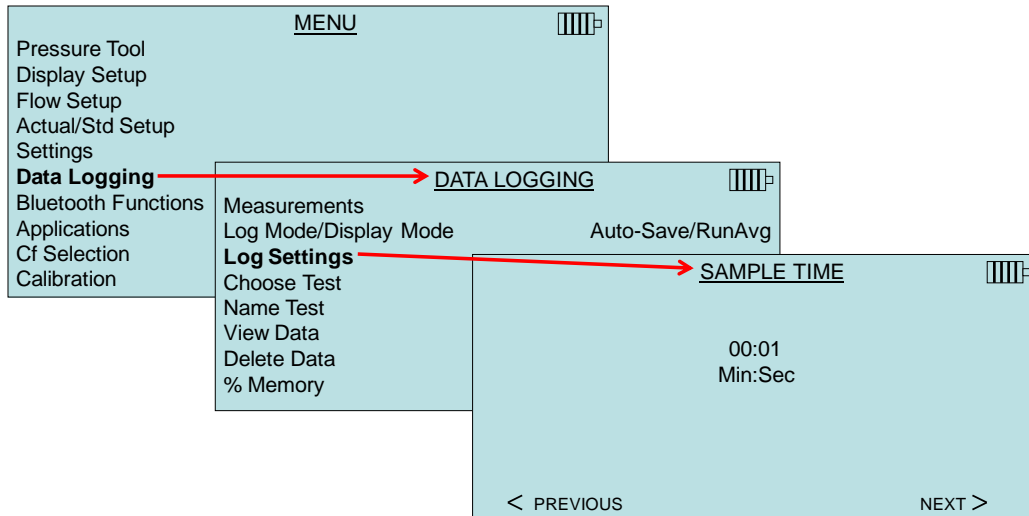 MENU
Pressure Tool
Display Setup
Flow Setup
Actual/Std Setup
Settings
Data Logging
Bluetooth Functions
Applications
Cf Selection
Calibration
DATA LOGGING
Measurements
Log Mode/Display Mode Auto-Save/RunAvg
Log Settings
Choose Test
Name Test
View Data
Delete Data
% Memory
SAMPLE TIME
00:01
Min:Sec
< PREVIOUS NEXT >